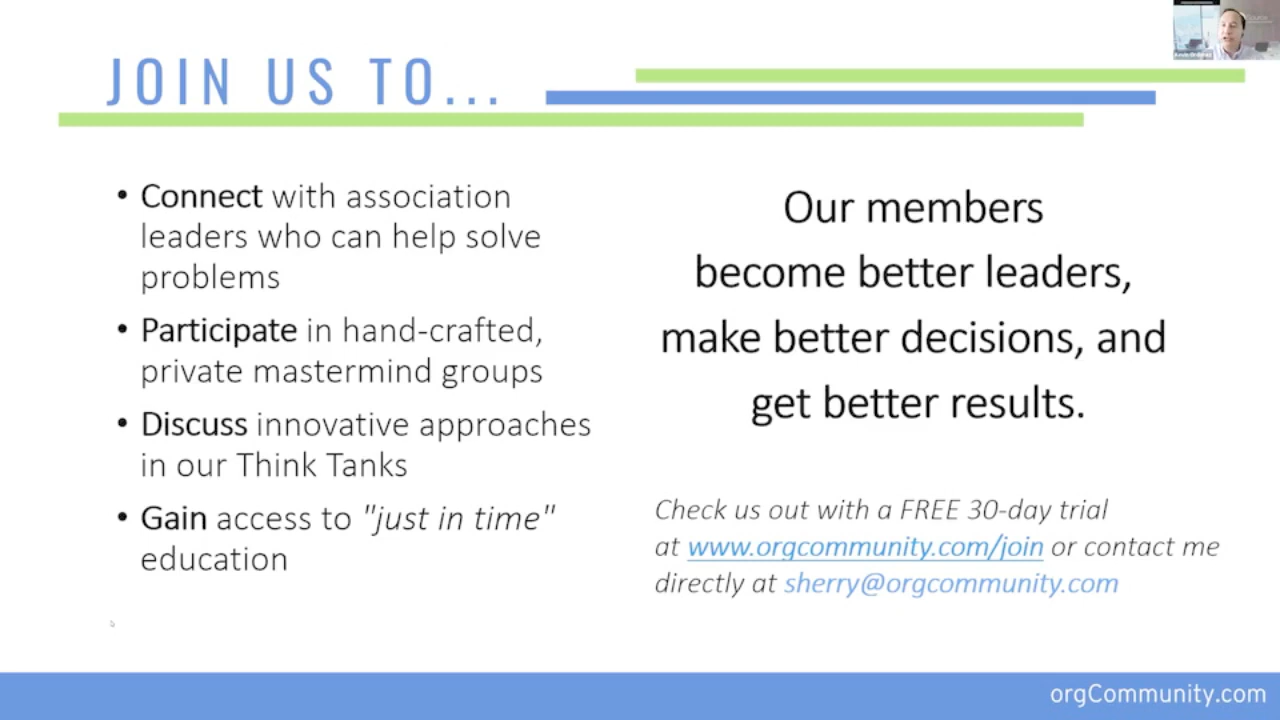 JOIN US TO...
• Connect with association
leaders who can help solve
problems
• Participate in hand-crafted,
private mastermind groups
• Discuss innovative approaches
in our Think Tanks
• Gain access to "just in time"
education
Our members
become better leaders,
make better decisions, and
get better results.
Check us out with a FREE 30-day trial
at www.orgcommunity.com/join or contact me
directly at sherry@orgcommunity.com
orgCommunity.com